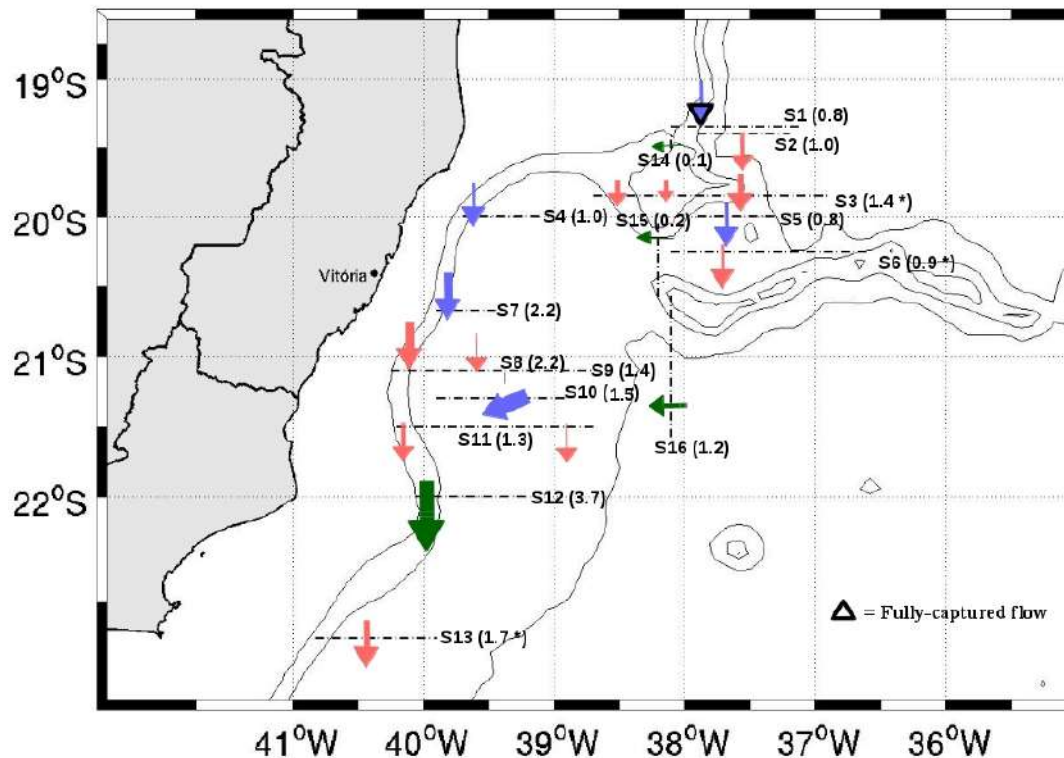 19°S
S1 (0.8)
S2 (1.0)
S14 (0.1)
S3 (1.4 *)
20°S
S4 (1.0)
S15 (0.2)
S5 (0.8)
S6 (0.9 *)
Vitória
S7 (2.2)
21°S
S8 (2.2)
S9 (1.4)
S10 (1.5)
S11 (1.3)
S16 (1.2)
22°S
S12 (3.7)
= Fully-captured flow
S13 (1.7 *)
41°W 40°W 39°W 38°W 37°W 36°W